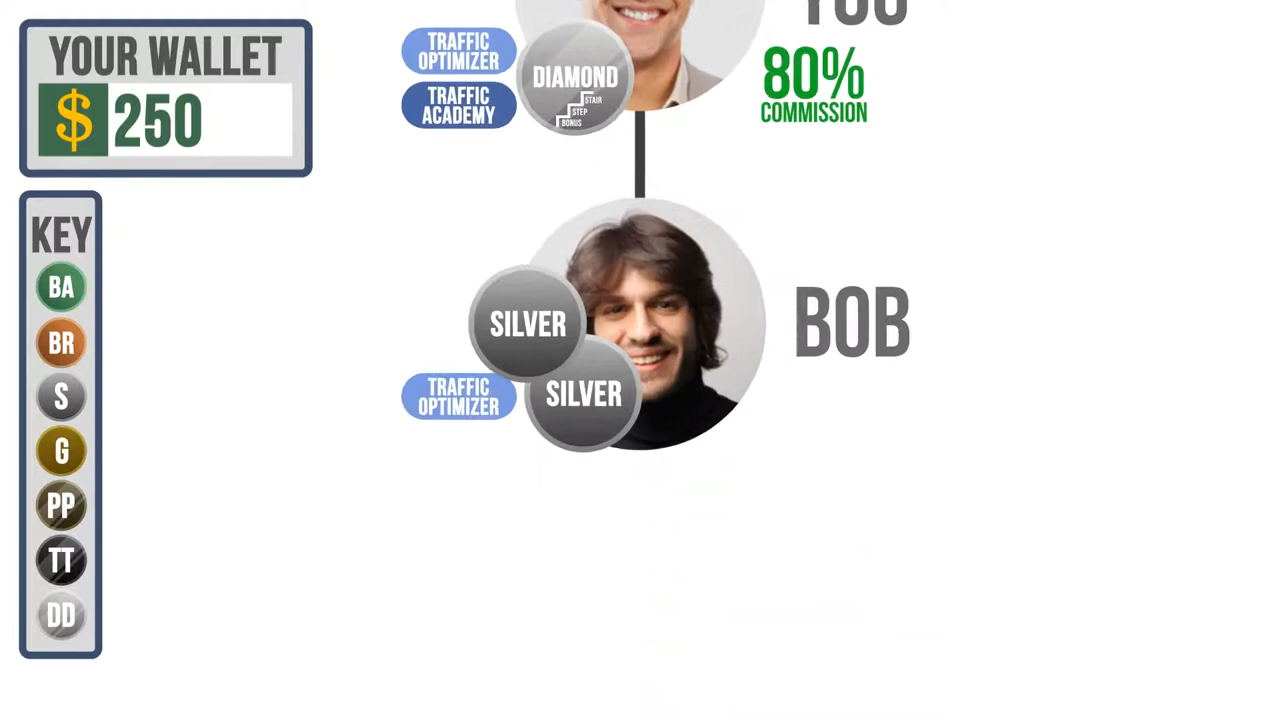 YOUR WALLET
$ 250
KEY
BA
BR
S
G
PP
TT
DD
YOU
TRAFFIC
OPTIMIZER
TRAFFIC
ACADEMY
DIAMOND
STAIR
STEP
BONUS
80%
COMMISSION
SILVER
SILVER
TRAFFIC
OPTIMIZER
BOB